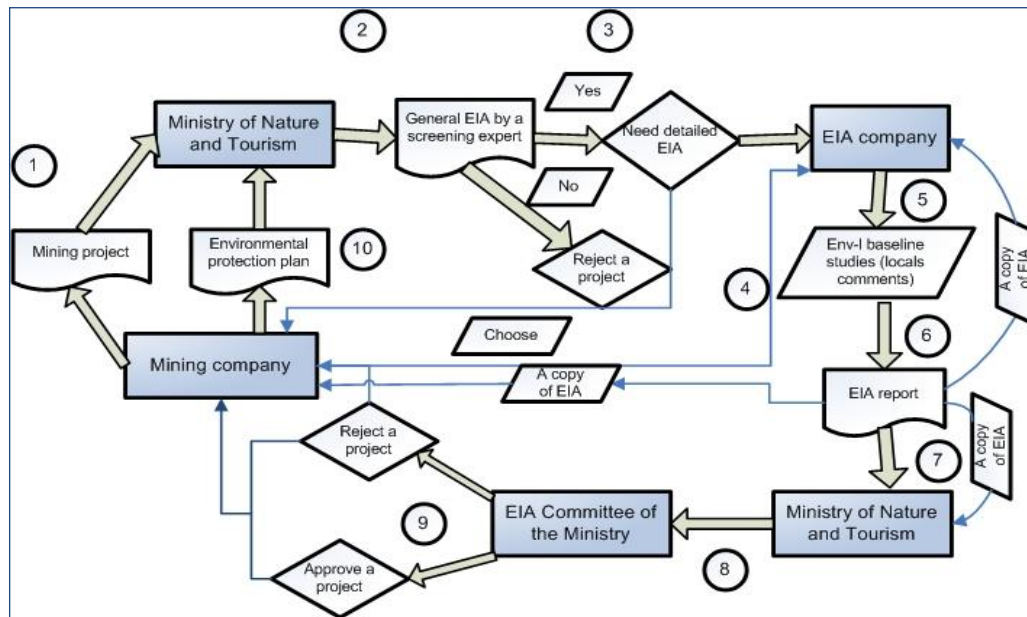 2
3
Yes
Ministry of Nature
and Tourism
General EIA by a
screening expert
Need detailed
EIA
EIA company
1
No
5
Mining project
Environmental
protection plan
10
Reject a
project
4
Env-l baseline
studies (locals
comments)
A copy
of EIA
Choose
6
Mining company
A copy
of EIA
EIA report
A copy
of EIA
Reject a
project
7
9
EIA Committee of
the Ministry
Ministry of Nature
and Tourism
8
Approve a
project